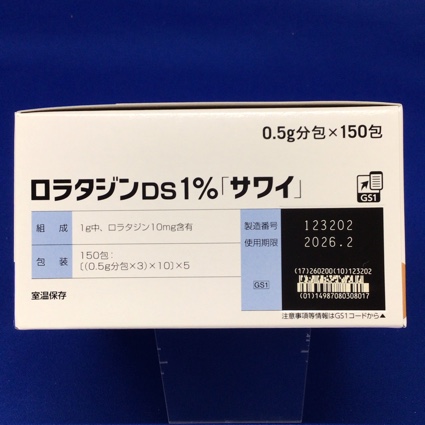 0.5g分包×150包
ロラタジンDS1%「サワイ」
GS1
組成 1g中、ロラタジン10mg含有
包装 150包:
[(0.5g分包×3)×10]×5
室温保存
製造番号 123202
使用期限 2026.2
GS1
(17)260200(10)123202
(01)14987080308017
注意事項等情報はGS1コードから▲